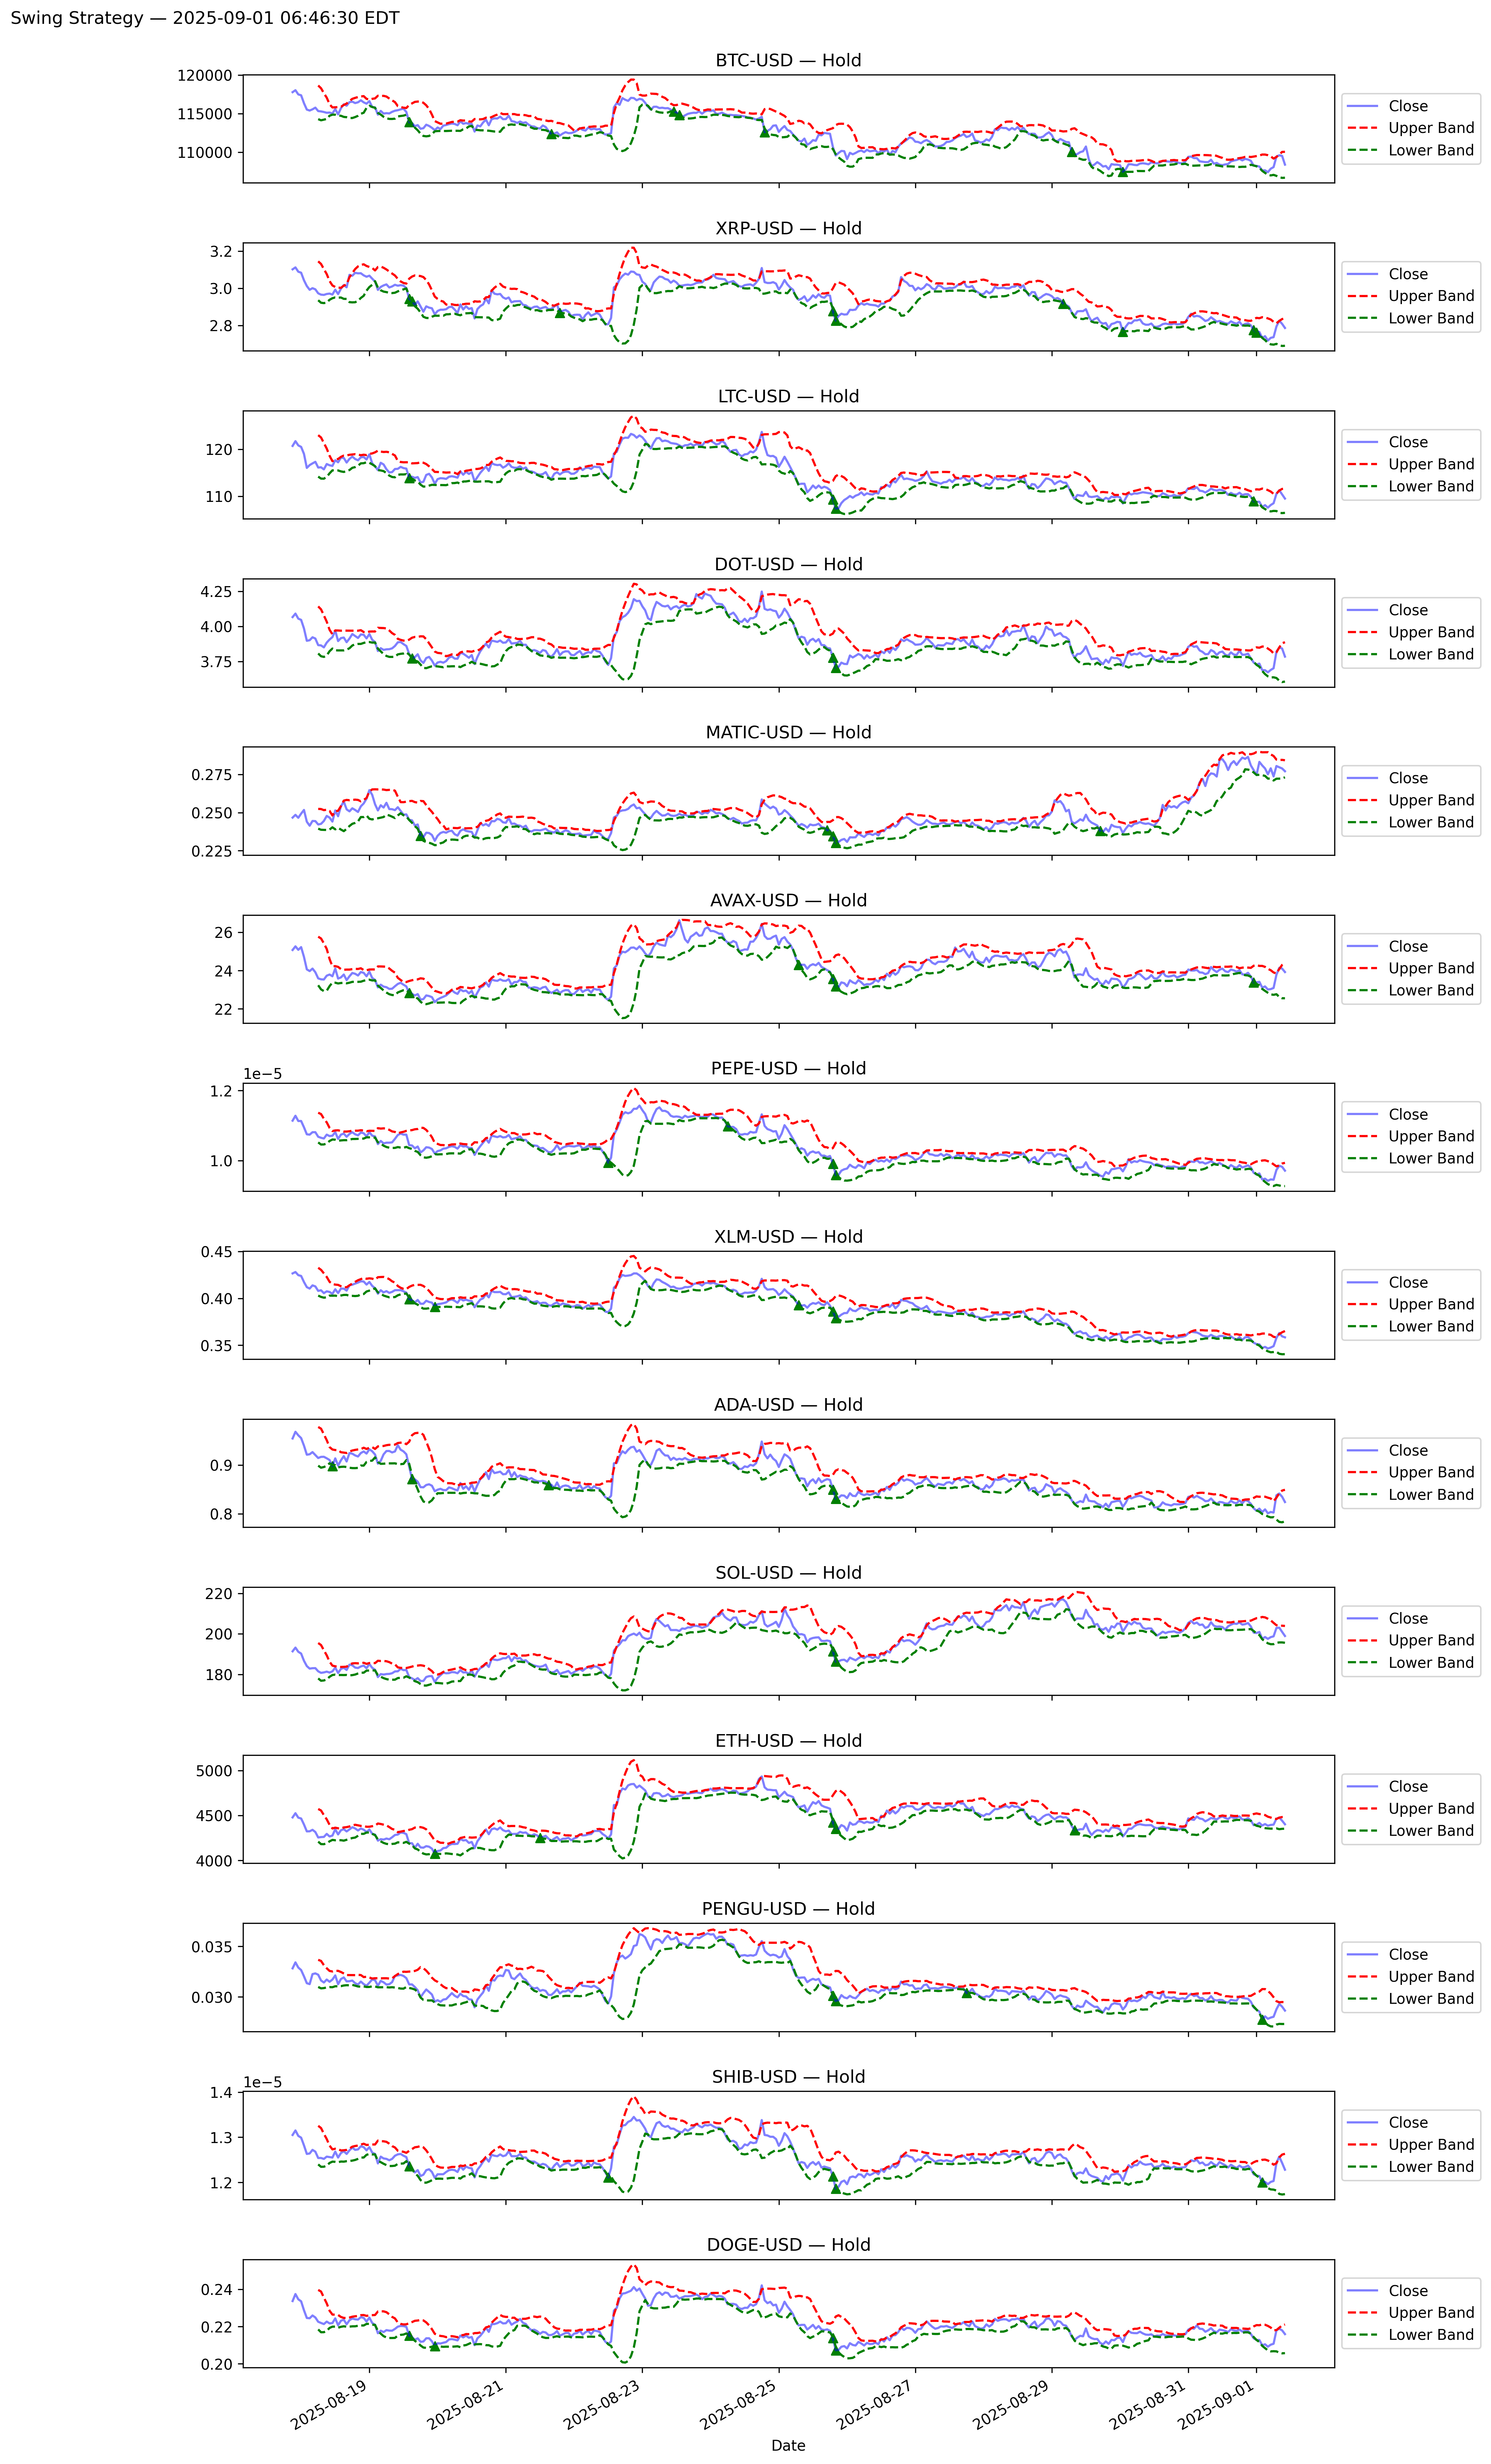 Swing Strategy — 2025-09-01 06:46:30 EDT
BTC-USD — Hold
120000
115000
110000
Close
Upper Band
Lower Band
XRP-USD — Hold
3.2
3.0
2.8
Close
Upper Band
Lower Band
LTC-USD — Hold
120
110
Close
Upper Band
Lower Band
DOT-USD — Hold
4.25
4.00
3.75
Close
Upper Band
Lower Band
MATIC-USD — Hold
0.275
0.250
0.225
Close
Upper Band
Lower Band
AVAX-USD — Hold
26
24
22
Close
Upper Band
Lower Band
PEPE-USD — Hold
1e−5
1.2
1.0
Close
Upper Band
Lower Band
XLM-USD — Hold
0.45
0.40
0.35
Close
Upper Band
Lower Band
ADA-USD — Hold
0.9
0.8
Close
Upper Band
Lower Band
SOL-USD — Hold
220
200
180
Close
Upper Band
Lower Band
ETH-USD — Hold
5000
4500
4000
Close
Upper Band
Lower Band
PENGU-USD — Hold
0.035
0.030
Close
Upper Band
Lower Band
SHIB-USD — Hold
1e−5
1.4
1.3
1.2
Close
Upper Band
Lower Band
DOGE-USD — Hold
0.24
0.22
0.20
Close
Upper Band
Lower Band
2025-08-19
2025-08-21
2025-08-23
2025-08-25
2025-08-27
2025-08-29
2025-08-31
2025-09-01
Date